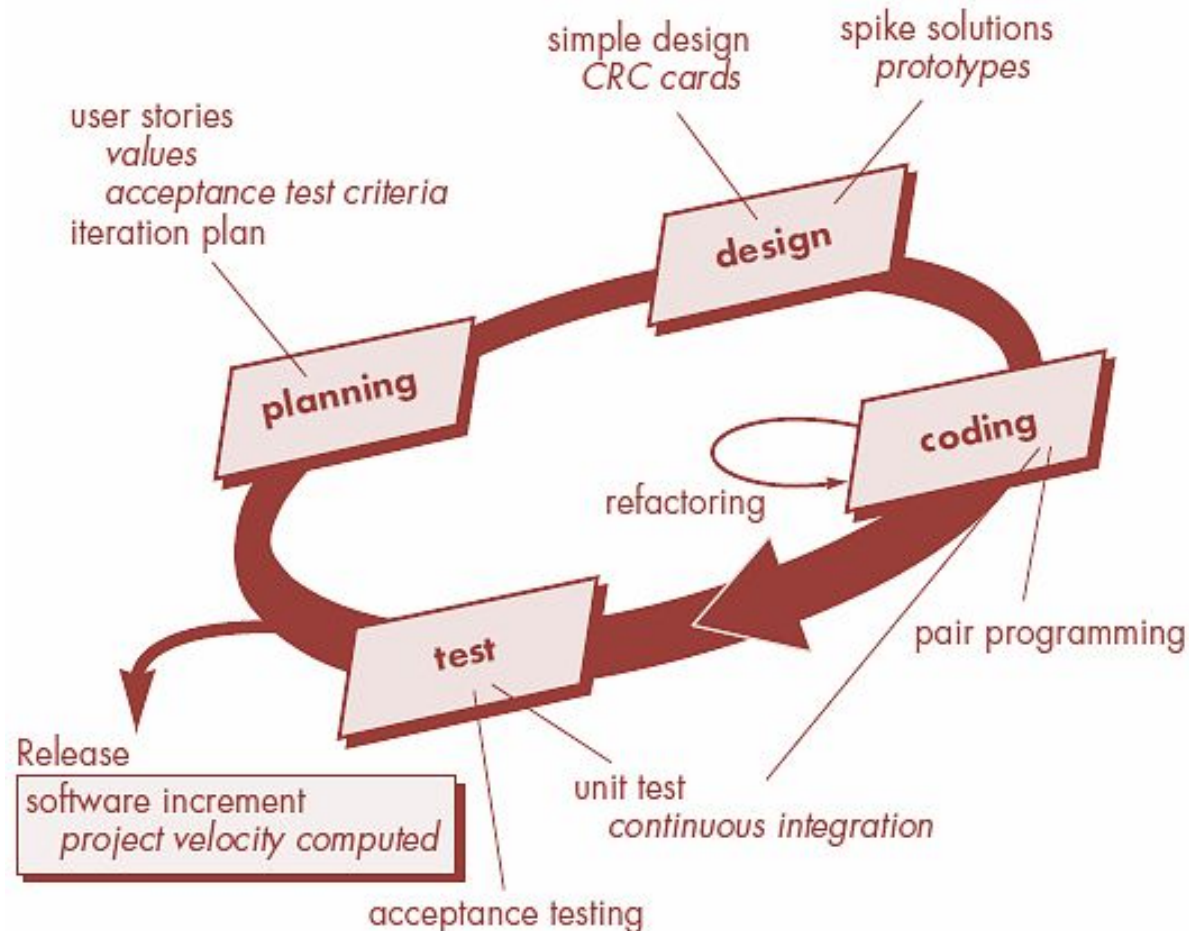 simple design
CRC cards
spike solutions
prototypes
user stories
values
acceptance test criteria
iteration plan
design
planning
coding
refactoring
test
pair programming
Release
software increment
project velocity computed
unit test
continuous integration
acceptance testing